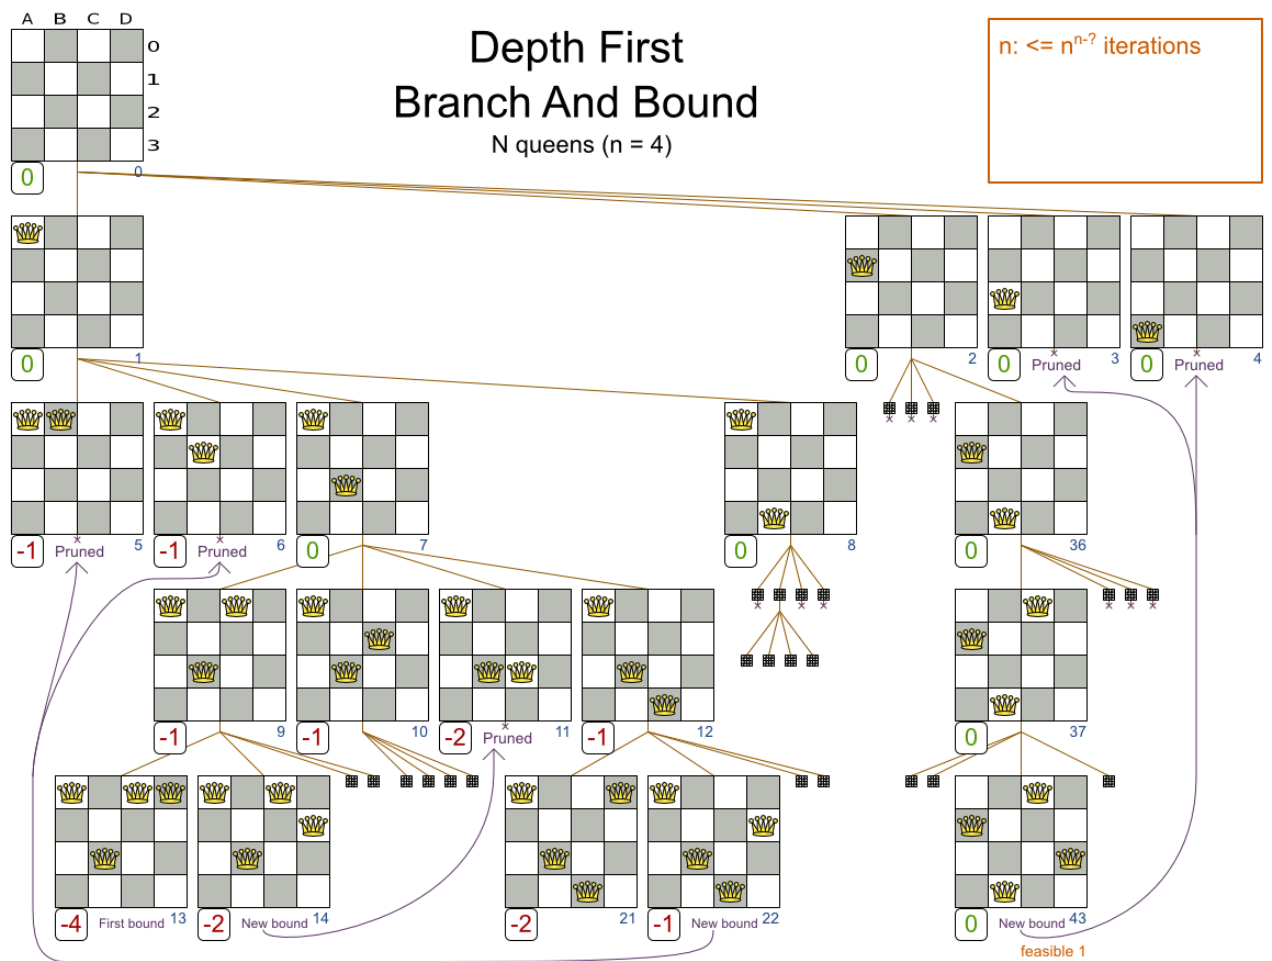 A B C D
Depth First
Branch And Bound
N queens (n = 4)
n: <= n^n-? iterations
0
1
2
3
0 0
0 1
0 2
0 Pruned 3
0 Pruned 4
-1 Pruned 5
-1 Pruned 6
0 7
0 8
0 36
-1 9
-1 10
-2 Pruned 11
-1 12
0 37
-4 First bound 13
-2 New bound 14
-2 21
-1 New bound 22
0 New bound 43
feasible 1